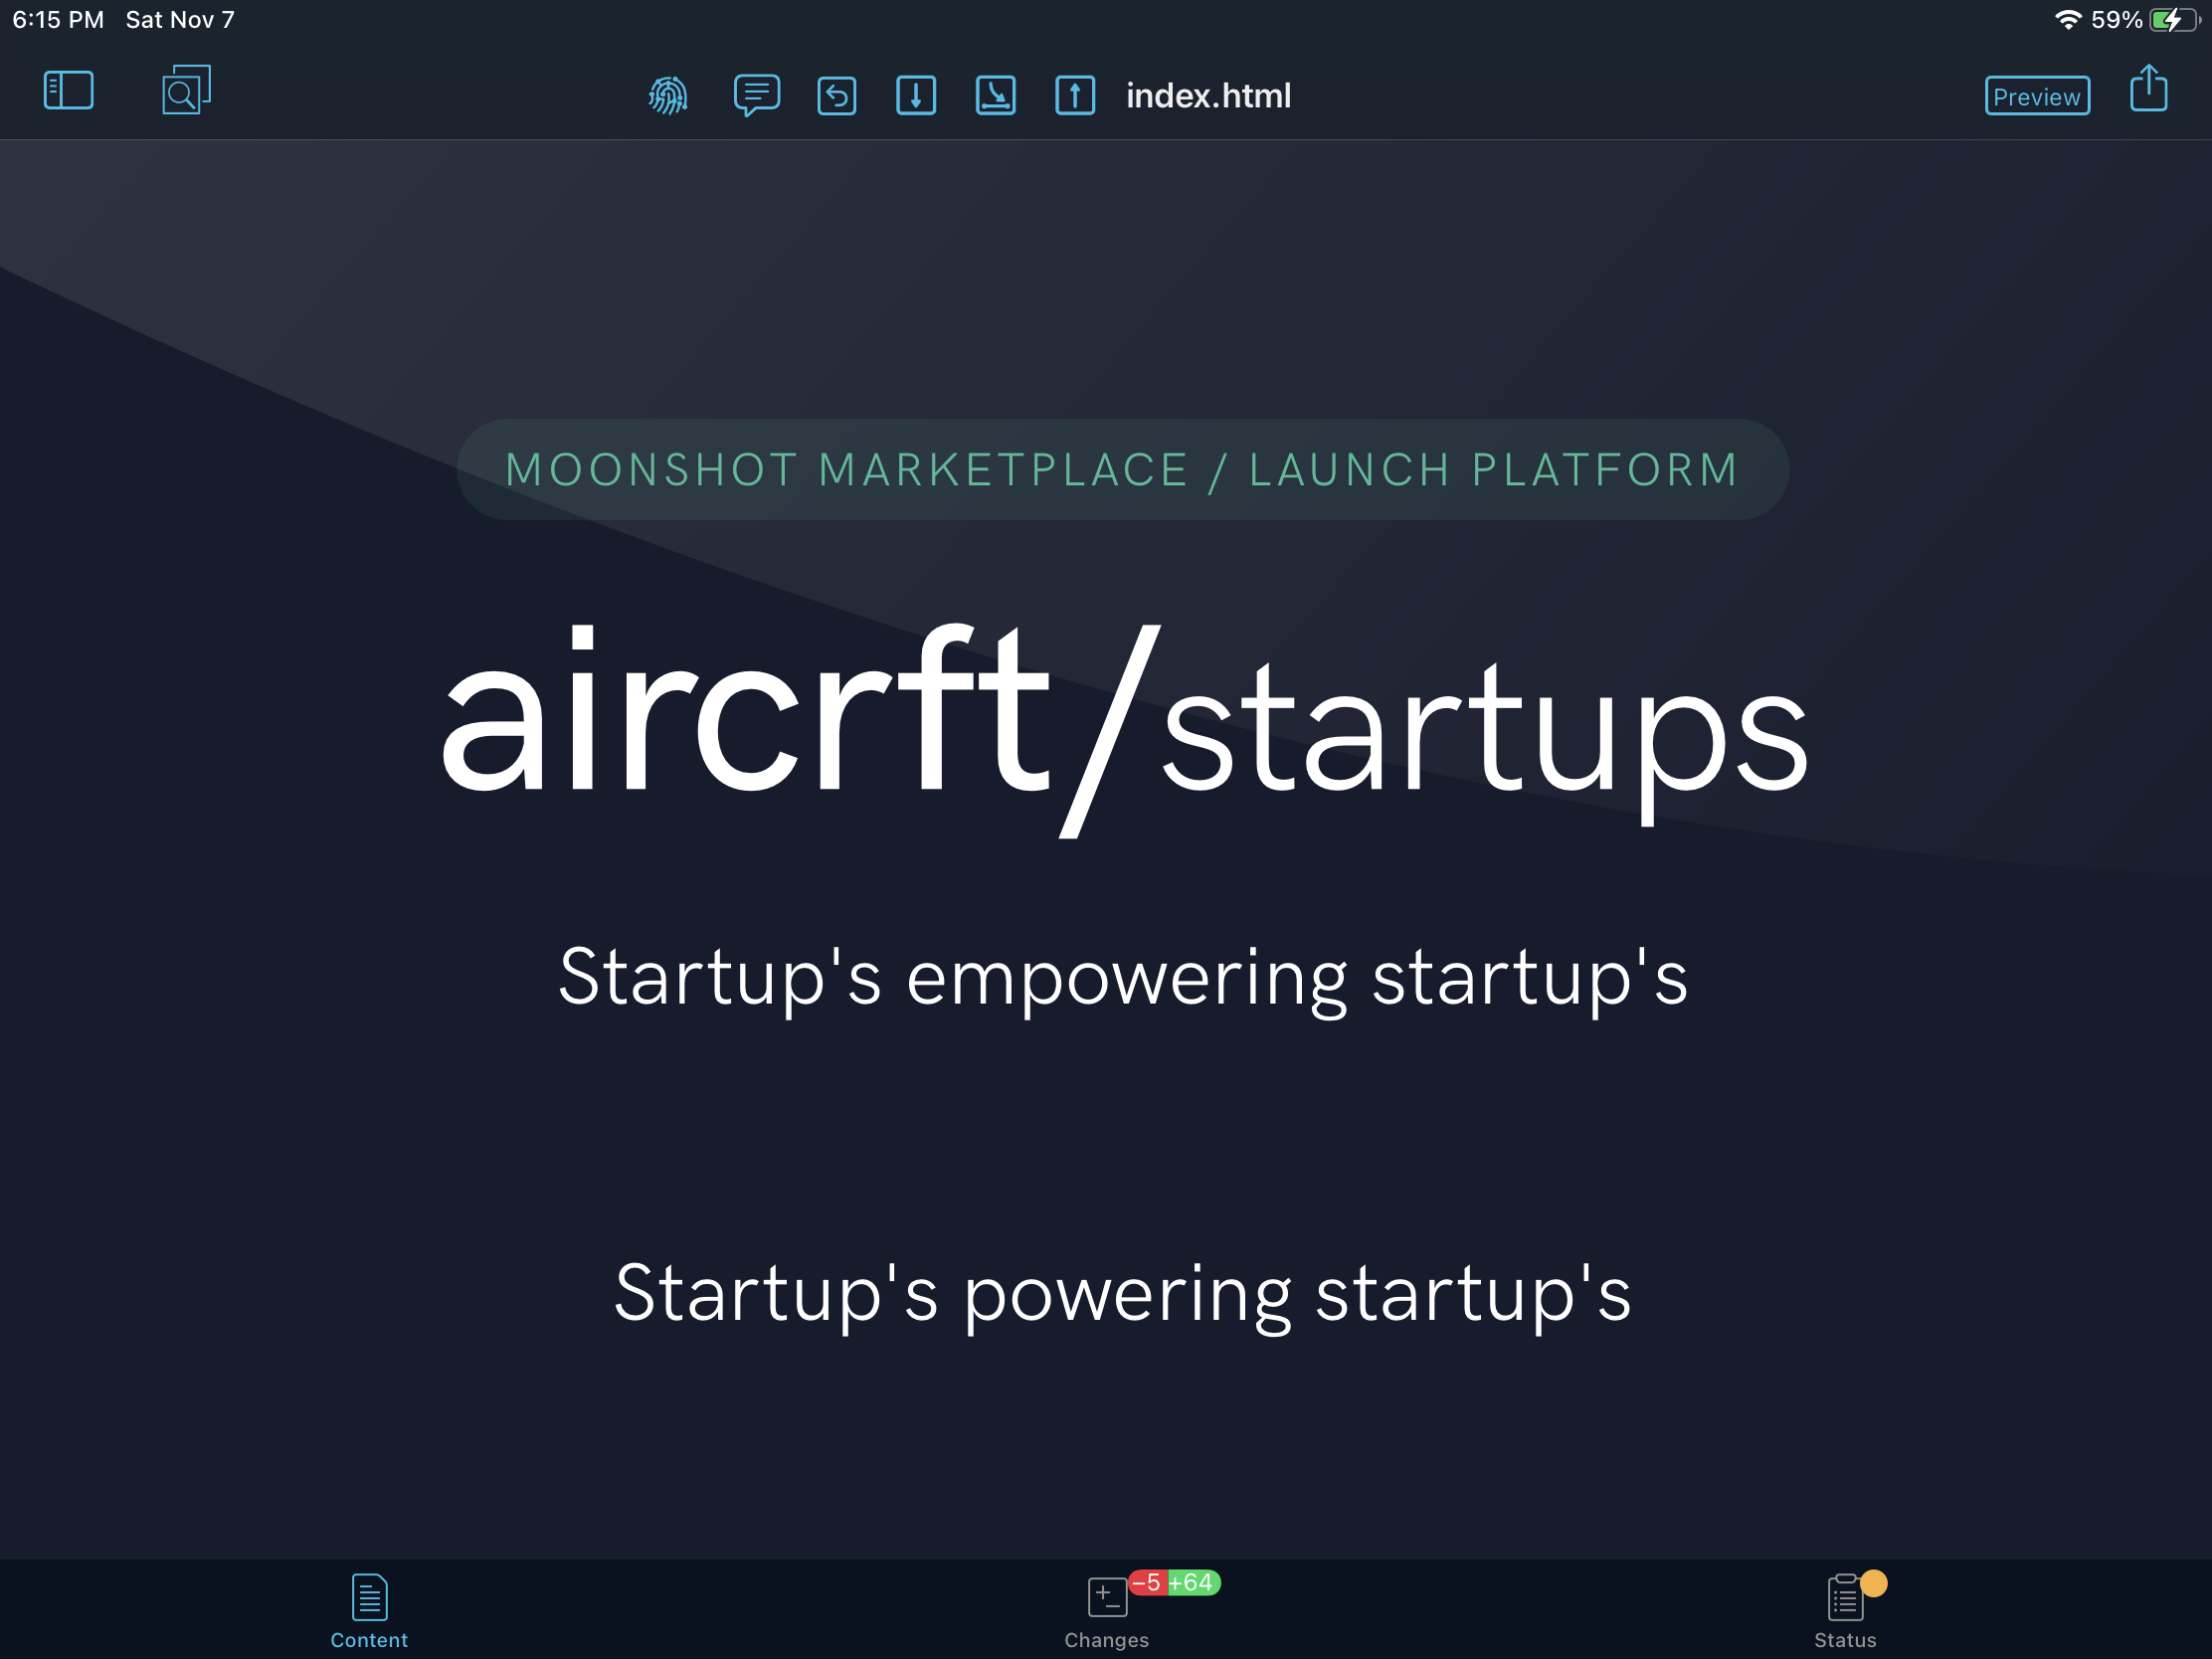 6:15 PM Sat Nov 7 59%
index.html Preview
MOONSHOT MARKETPLACE / LAUNCH PLATFORM
aircrft/startups
Startup's empowering startup's
Startup's powering startup's
−5 +64
Content Changes Status